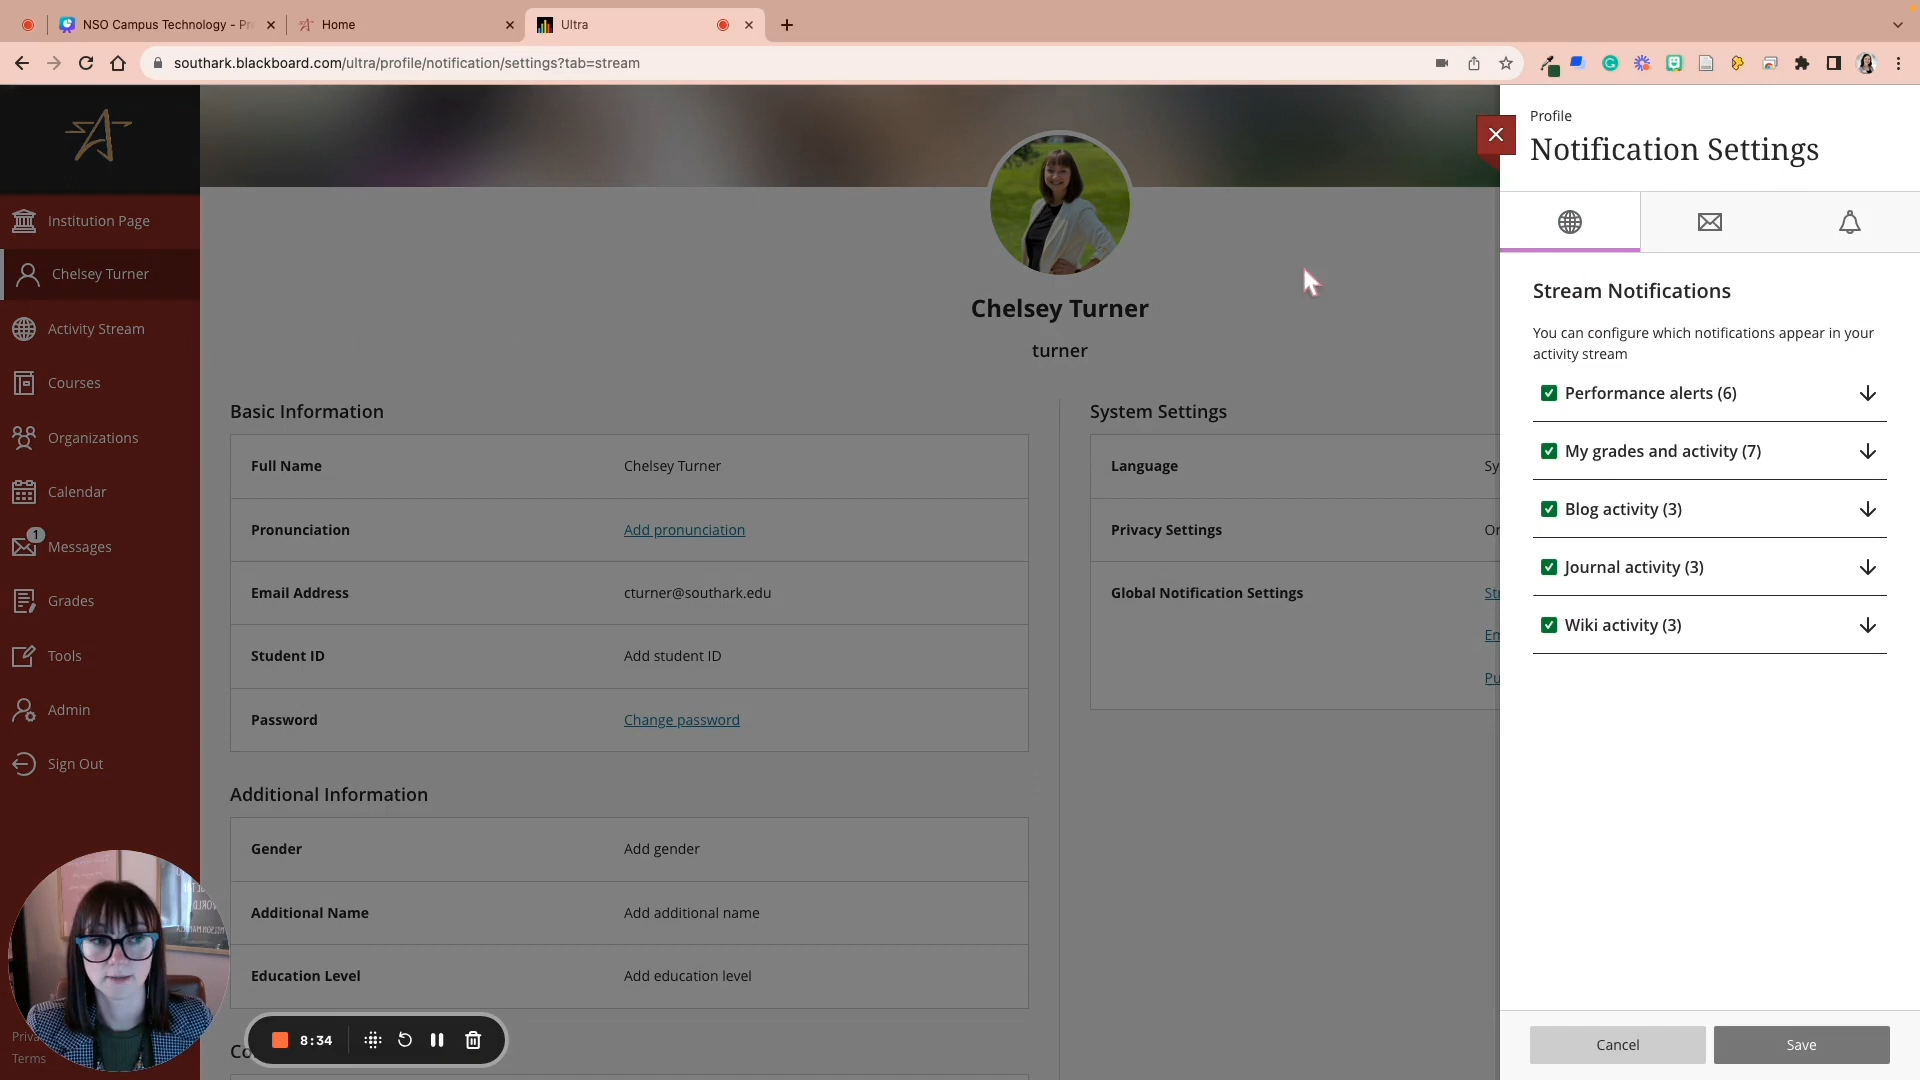 NSO Campus Technology - Pr
Home
Ultra
southark.blackboard.com/ultra/profile/notification/settings?tab=stream
Institution Page
Chelsey Turner
Activity Stream
Courses
Organizations
Calendar
1
Messages
Grades
Tools
Admin
Sign Out
Priva
Terms
Chelsey Turner
turner
Basic Information
Full Name
Chelsey Turner
Pronunciation
Add pronunciation
Email Address
cturner@southark.edu
Student ID
Add student ID
Password
Change password
Additional Information
Gender
Add gender
Additional Name
Add additional name
Education Level
Add education level
Co
8:34
System Settings
Language
Sy
Privacy Settings
Or
Global Notification Settings
Str
Em
Pu
Profile
Notification Settings
Stream Notifications
You can configure which notifications appear in your
activity stream
Performance alerts (6)
My grades and activity (7)
Blog activity (3)
Journal activity (3)
Wiki activity (3)
Cancel
Save